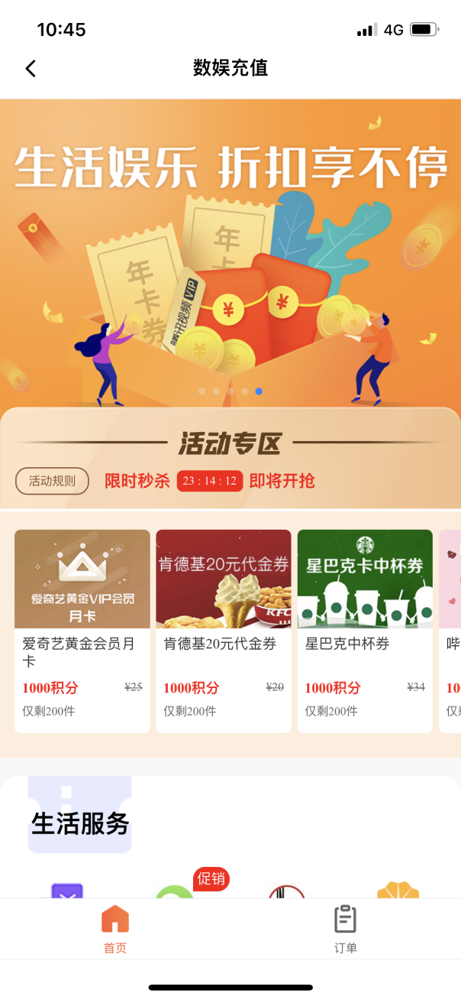 10:45
4G
数娱充值
生活娱乐 折扣享不停
年卡券
年卡
腾讯视频VIP
活动专区
活动规则
限时秒杀 23 : 14 : 12 即将开抢
爱奇艺黄金VIP会员
月卡
肯德基20元代金券
KFC
星巴克卡中杯券
爱奇艺黄金会员月
卡
1000积分 ¥25
仅剩200件
肯德基20元代金券
1000积分 ¥20
仅剩200件
星巴克中杯券
1000积分 ¥34
仅剩200件
哔
10
仅
生活服务
促销
首页
订单